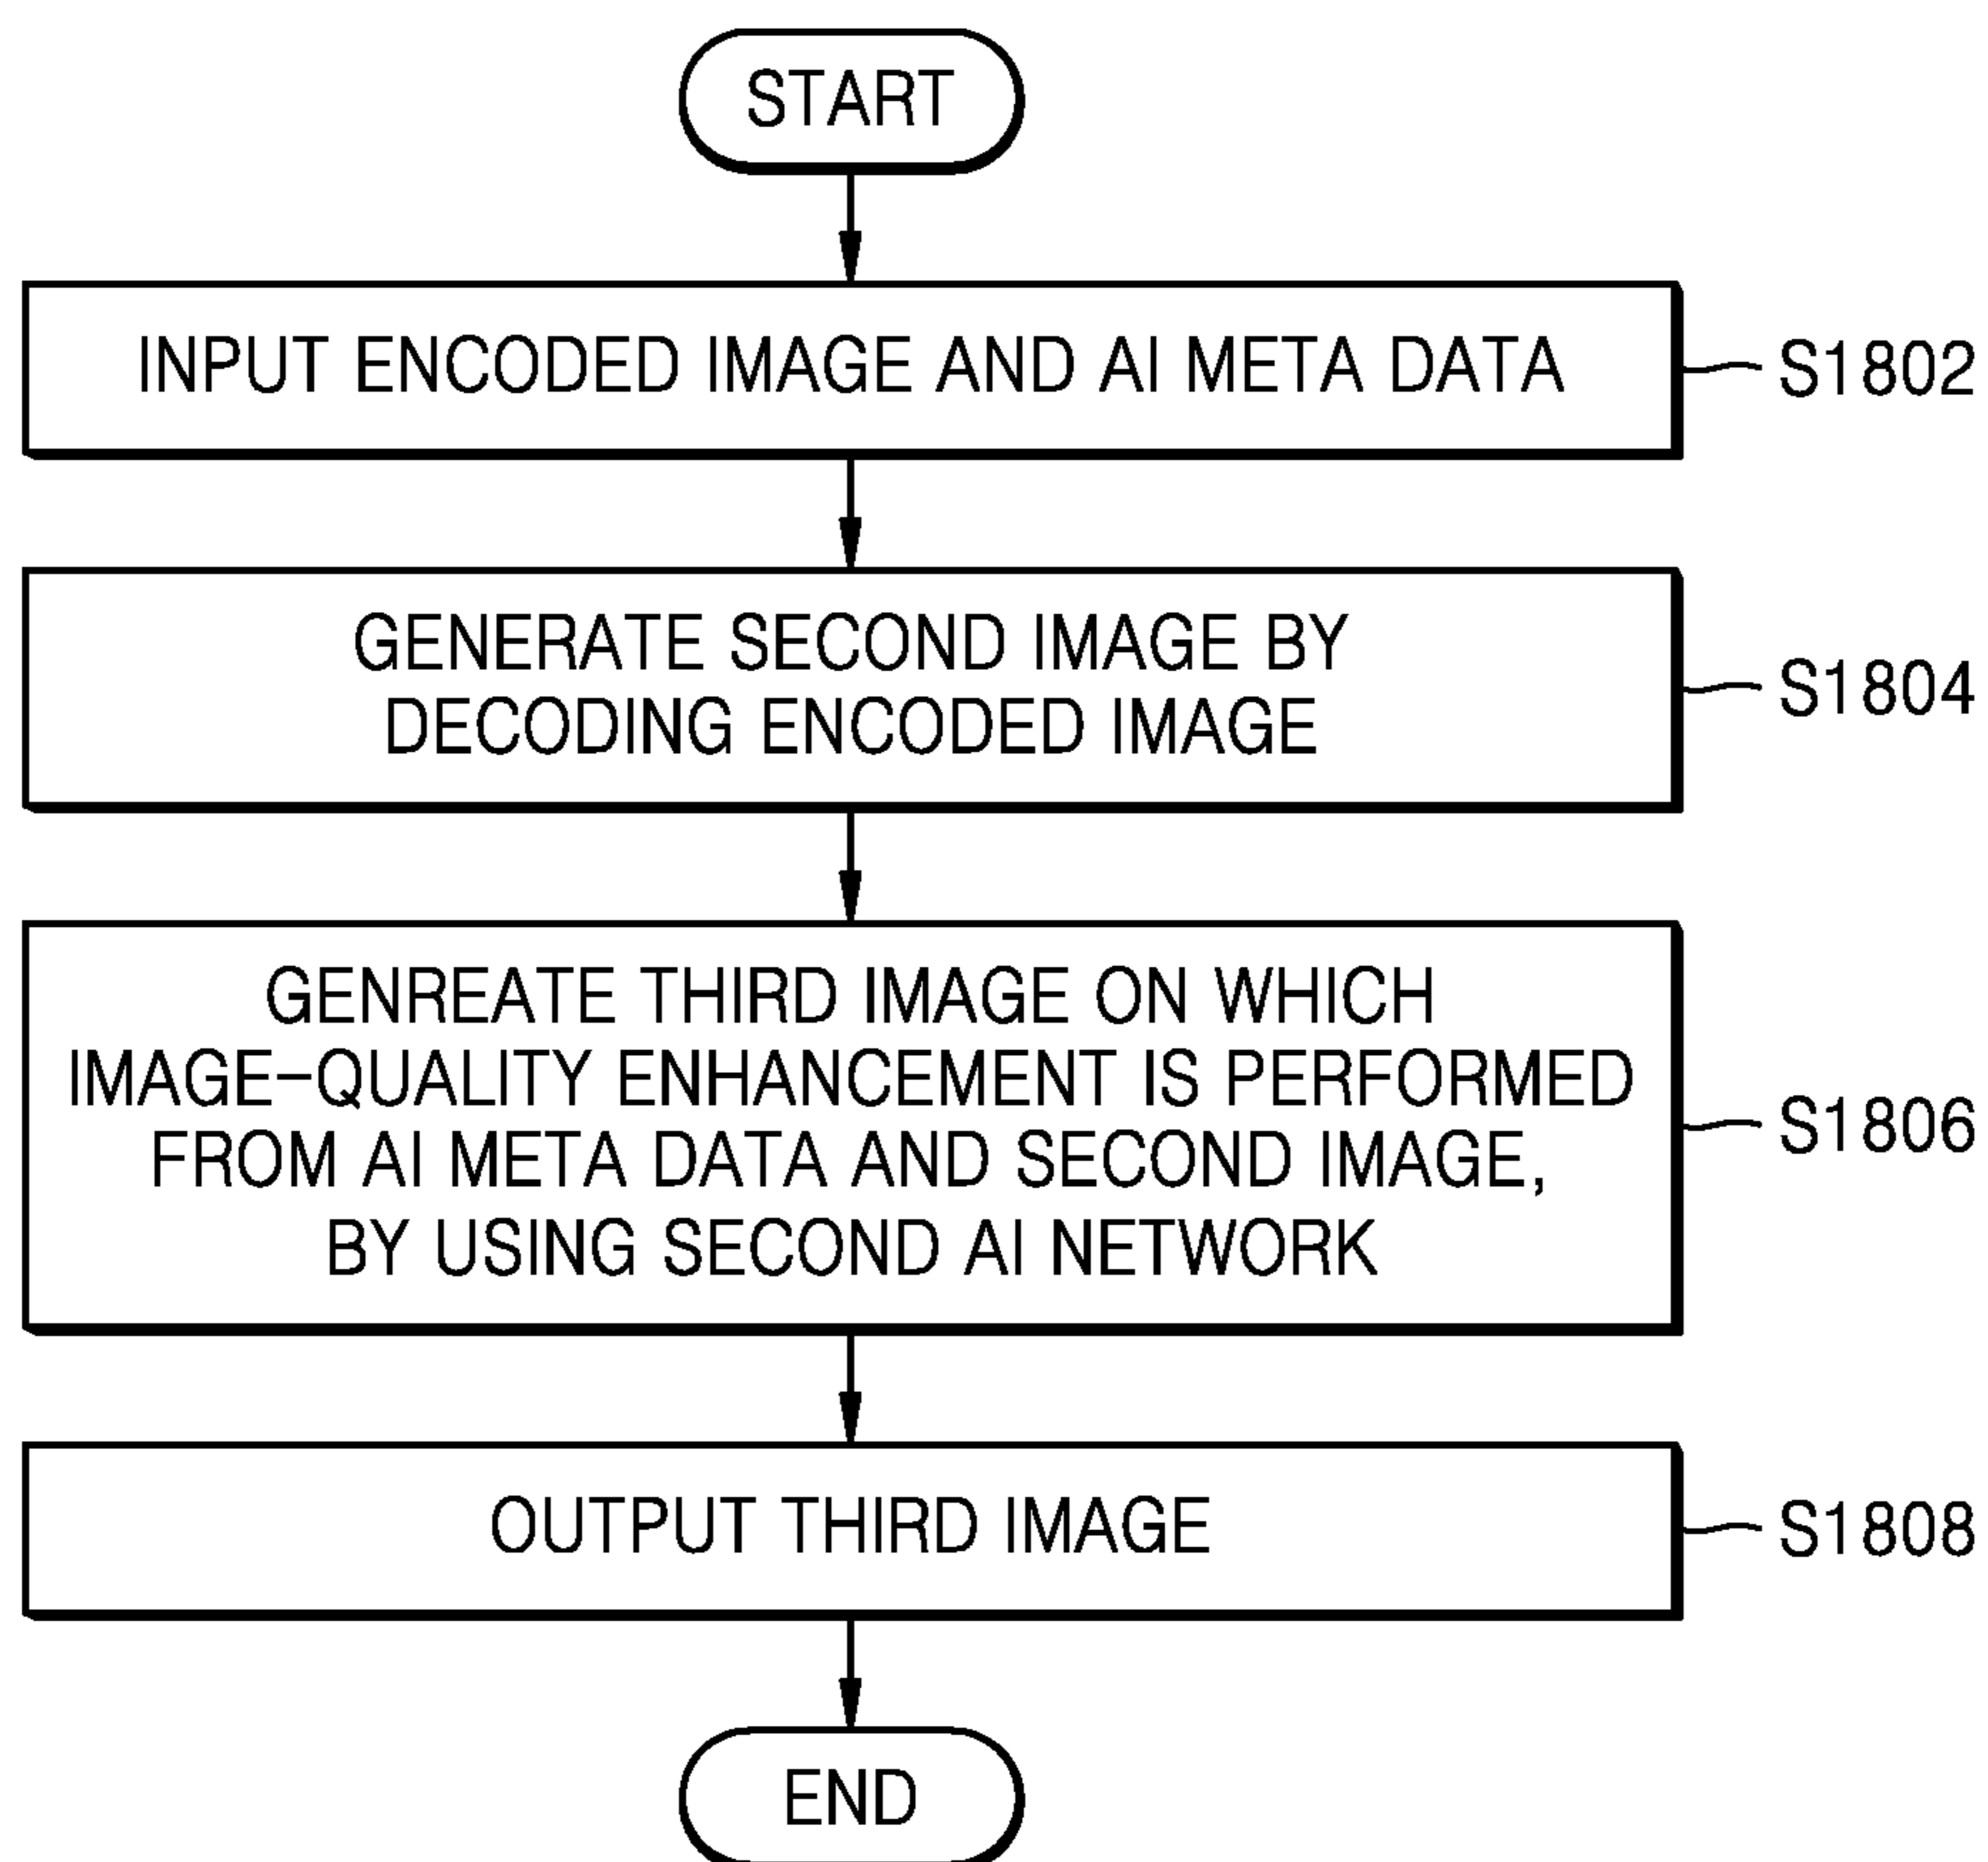 START
INPUT ENCODED IMAGE AND AI META DATA
S1802
GENERATE SECOND IMAGE BY
DECODING ENCODED IMAGE
S1804
GENREATE THIRD IMAGE ON WHICH
IMAGE-QUALITY ENHANCEMENT IS PERFORMED
FROM AI META DATA AND SECOND IMAGE,
BY USING SECOND AI NETWORK
S1806
OUTPUT THIRD IMAGE
S1808
END